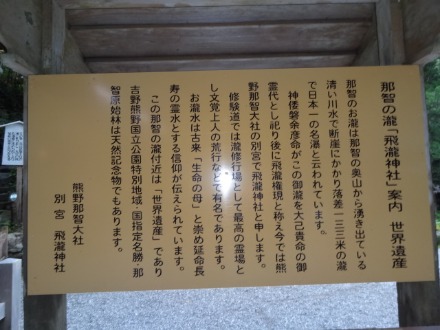 那智の瀧「飛瀧神社」案内　世界遺産
那智のお瀧は那智の奥山から湧き出ている
清い川水で断崖にかかり落差一三三米の瀧
で日本一の名瀑と云われています。
神倭磐余彦命がこの御瀧を大己貴命の御
霊代とし祀り後に飛瀧権現と称え今では熊
野那智大社の別宮で飛瀧神社と申します。
修験道では瀧修行場として最高の霊場と
し文覚上人の荒行などで有名であります。
お瀧水は古来「生命の母」と崇め延命長
寿の霊水とする信仰が伝えられています。
この那智の瀧付近は「世界遺産」であり
吉野熊野国立公園特別地域・国指定名勝　那
智原始林は天然記念物でもあります。
熊野那智大社
別宮　飛瀧神社